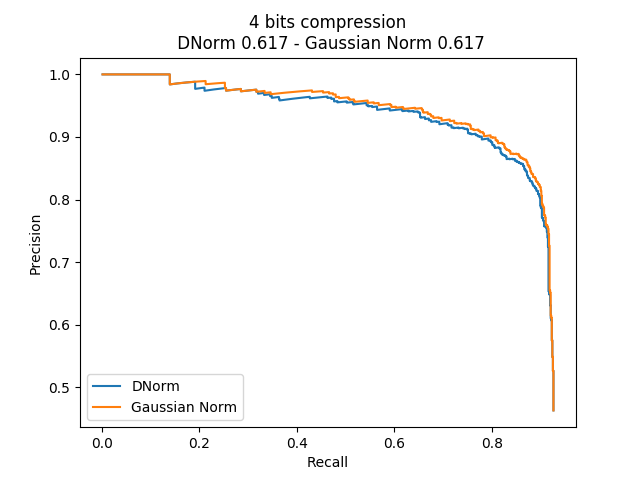 4 bits compression
DNorm 0.617 - Gaussian Norm 0.617
1.0
0.9
0.8
0.7
0.6
0.5
Precision
DNorm
Gaussian Norm
0.0 0.2 0.4 0.6 0.8
Recall